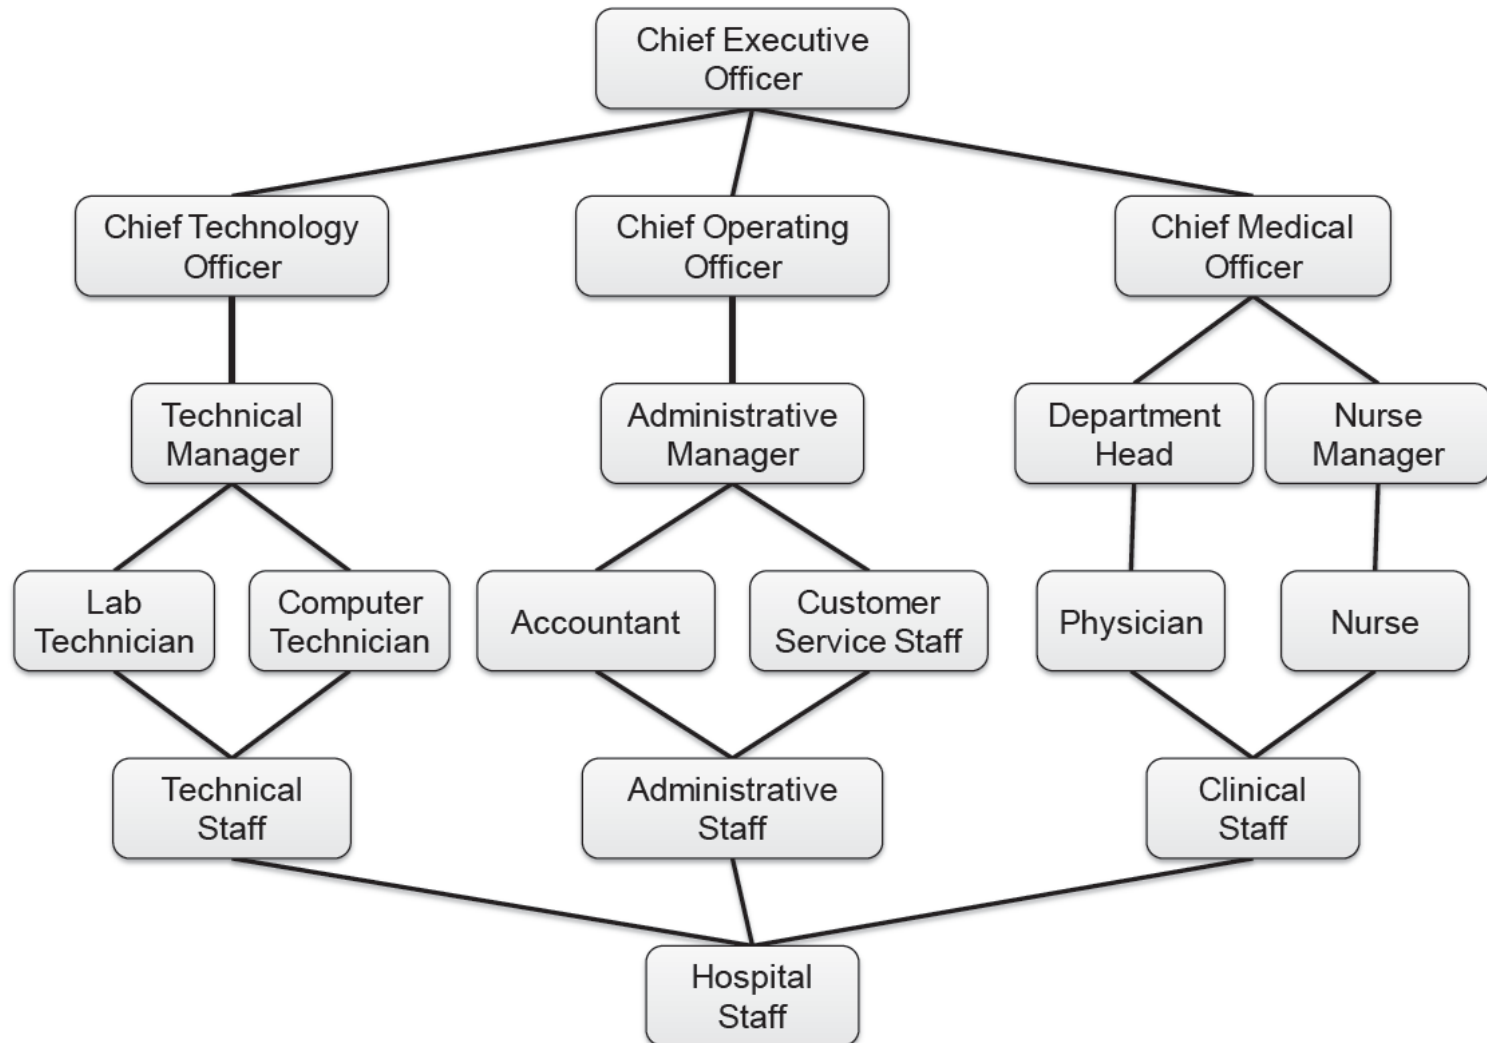 Chief Executive
Officer
Chief Technology
Officer
Chief Operating
Officer
Chief Medical
Officer
Technical
Manager
Administrative
Manager
Department
Head
Nurse
Manager
Lab
Technician
Computer
Technician
Accountant
Customer
Service Staff
Physician
Nurse
Technical
Staff
Administrative
Staff
Clinical
Staff
Hospital
Staff